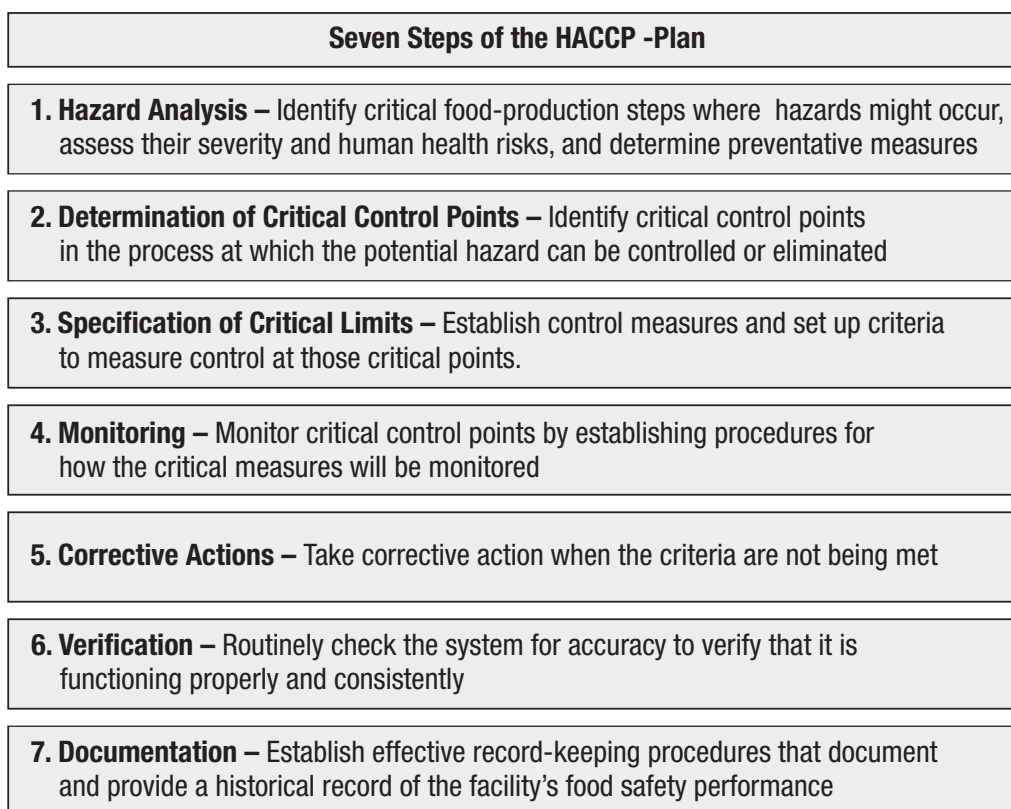 Seven Steps of the HACCP -Plan
1. Hazard Analysis – Identify critical food-production steps where hazards might occur,
assess their severity and human health risks, and determine preventative measures
2. Determination of Critical Control Points – Identify critical control points
in the process at which the potential hazard can be controlled or eliminated
3. Specification of Critical Limits – Establish control measures and set up criteria
to measure control at those critical points.
4. Monitoring – Monitor critical control points by establishing procedures for
how the critical measures will be monitored
5. Corrective Actions – Take corrective action when the criteria are not being met
6. Verification – Routinely check the system for accuracy to verify that it is
functioning properly and consistently
7. Documentation – Establish effective record-keeping procedures that document
and provide a historical record of the facility's food safety performance